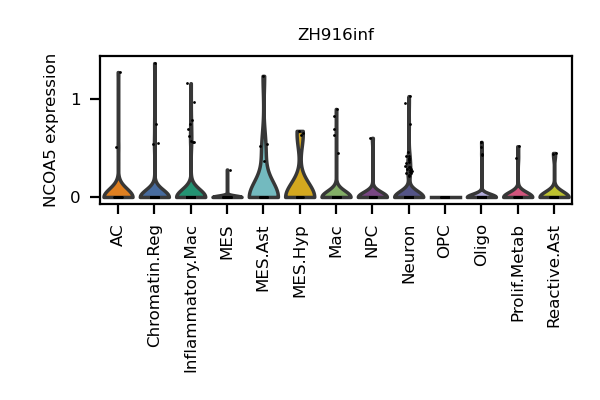 ZH916inf
NCOA5 expression
1
0
AC
Chromatin.Reg
Inflammatory.Mac
MES
MES.Ast
MES.Hyp
Mac
NPC
Neuron
OPC
Oligo
Prolif.Metab
Reactive.Ast